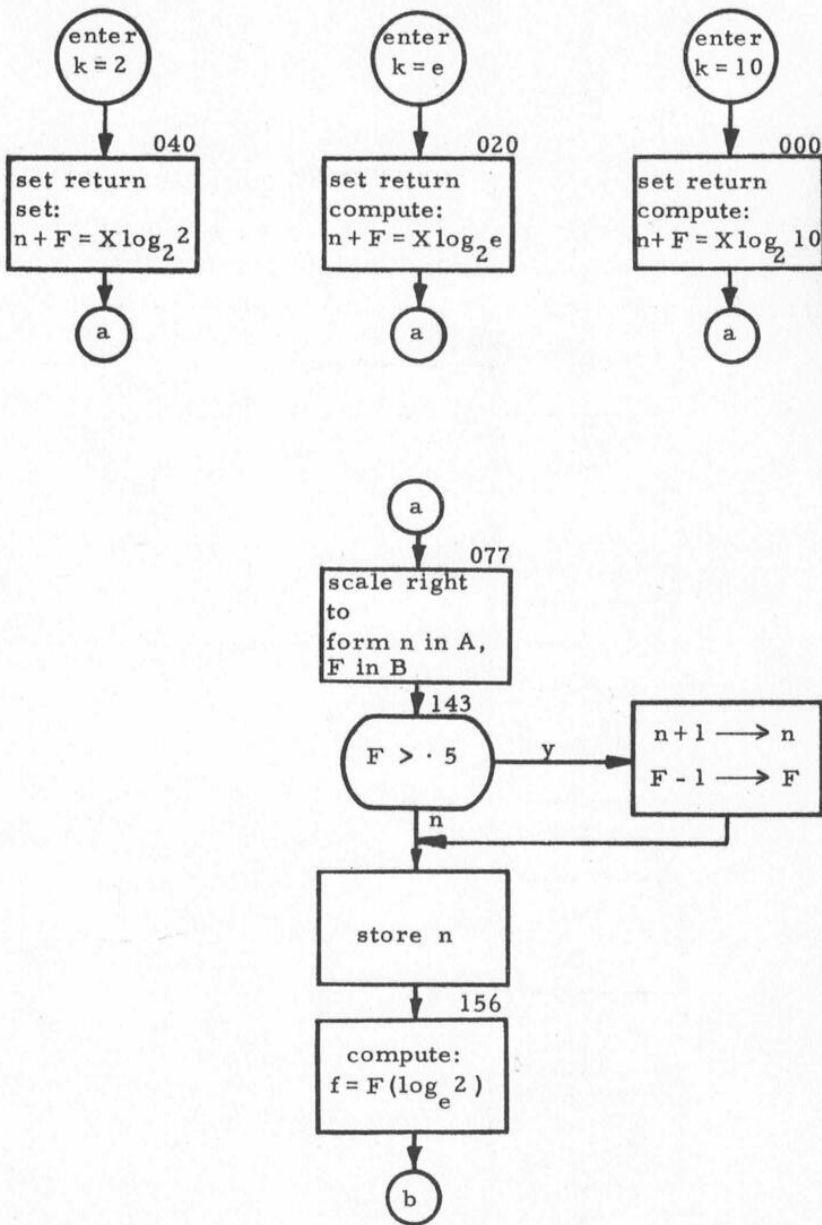 enter
k = 2
040
set return
set:
n + F = X log₂ 2
a
enter
k = e
020
set return
compute:
n + F = X log₂ e
a
enter
k = 10
000
set return
compute:
n + F = X log₂ 10
a
a
077
scale right
to
form n in A,
F in B
143
F > · 5
y
n + 1 ⟶ n
F - 1 ⟶ F
n
store n
156
compute:
f = F (logₑ 2)
b